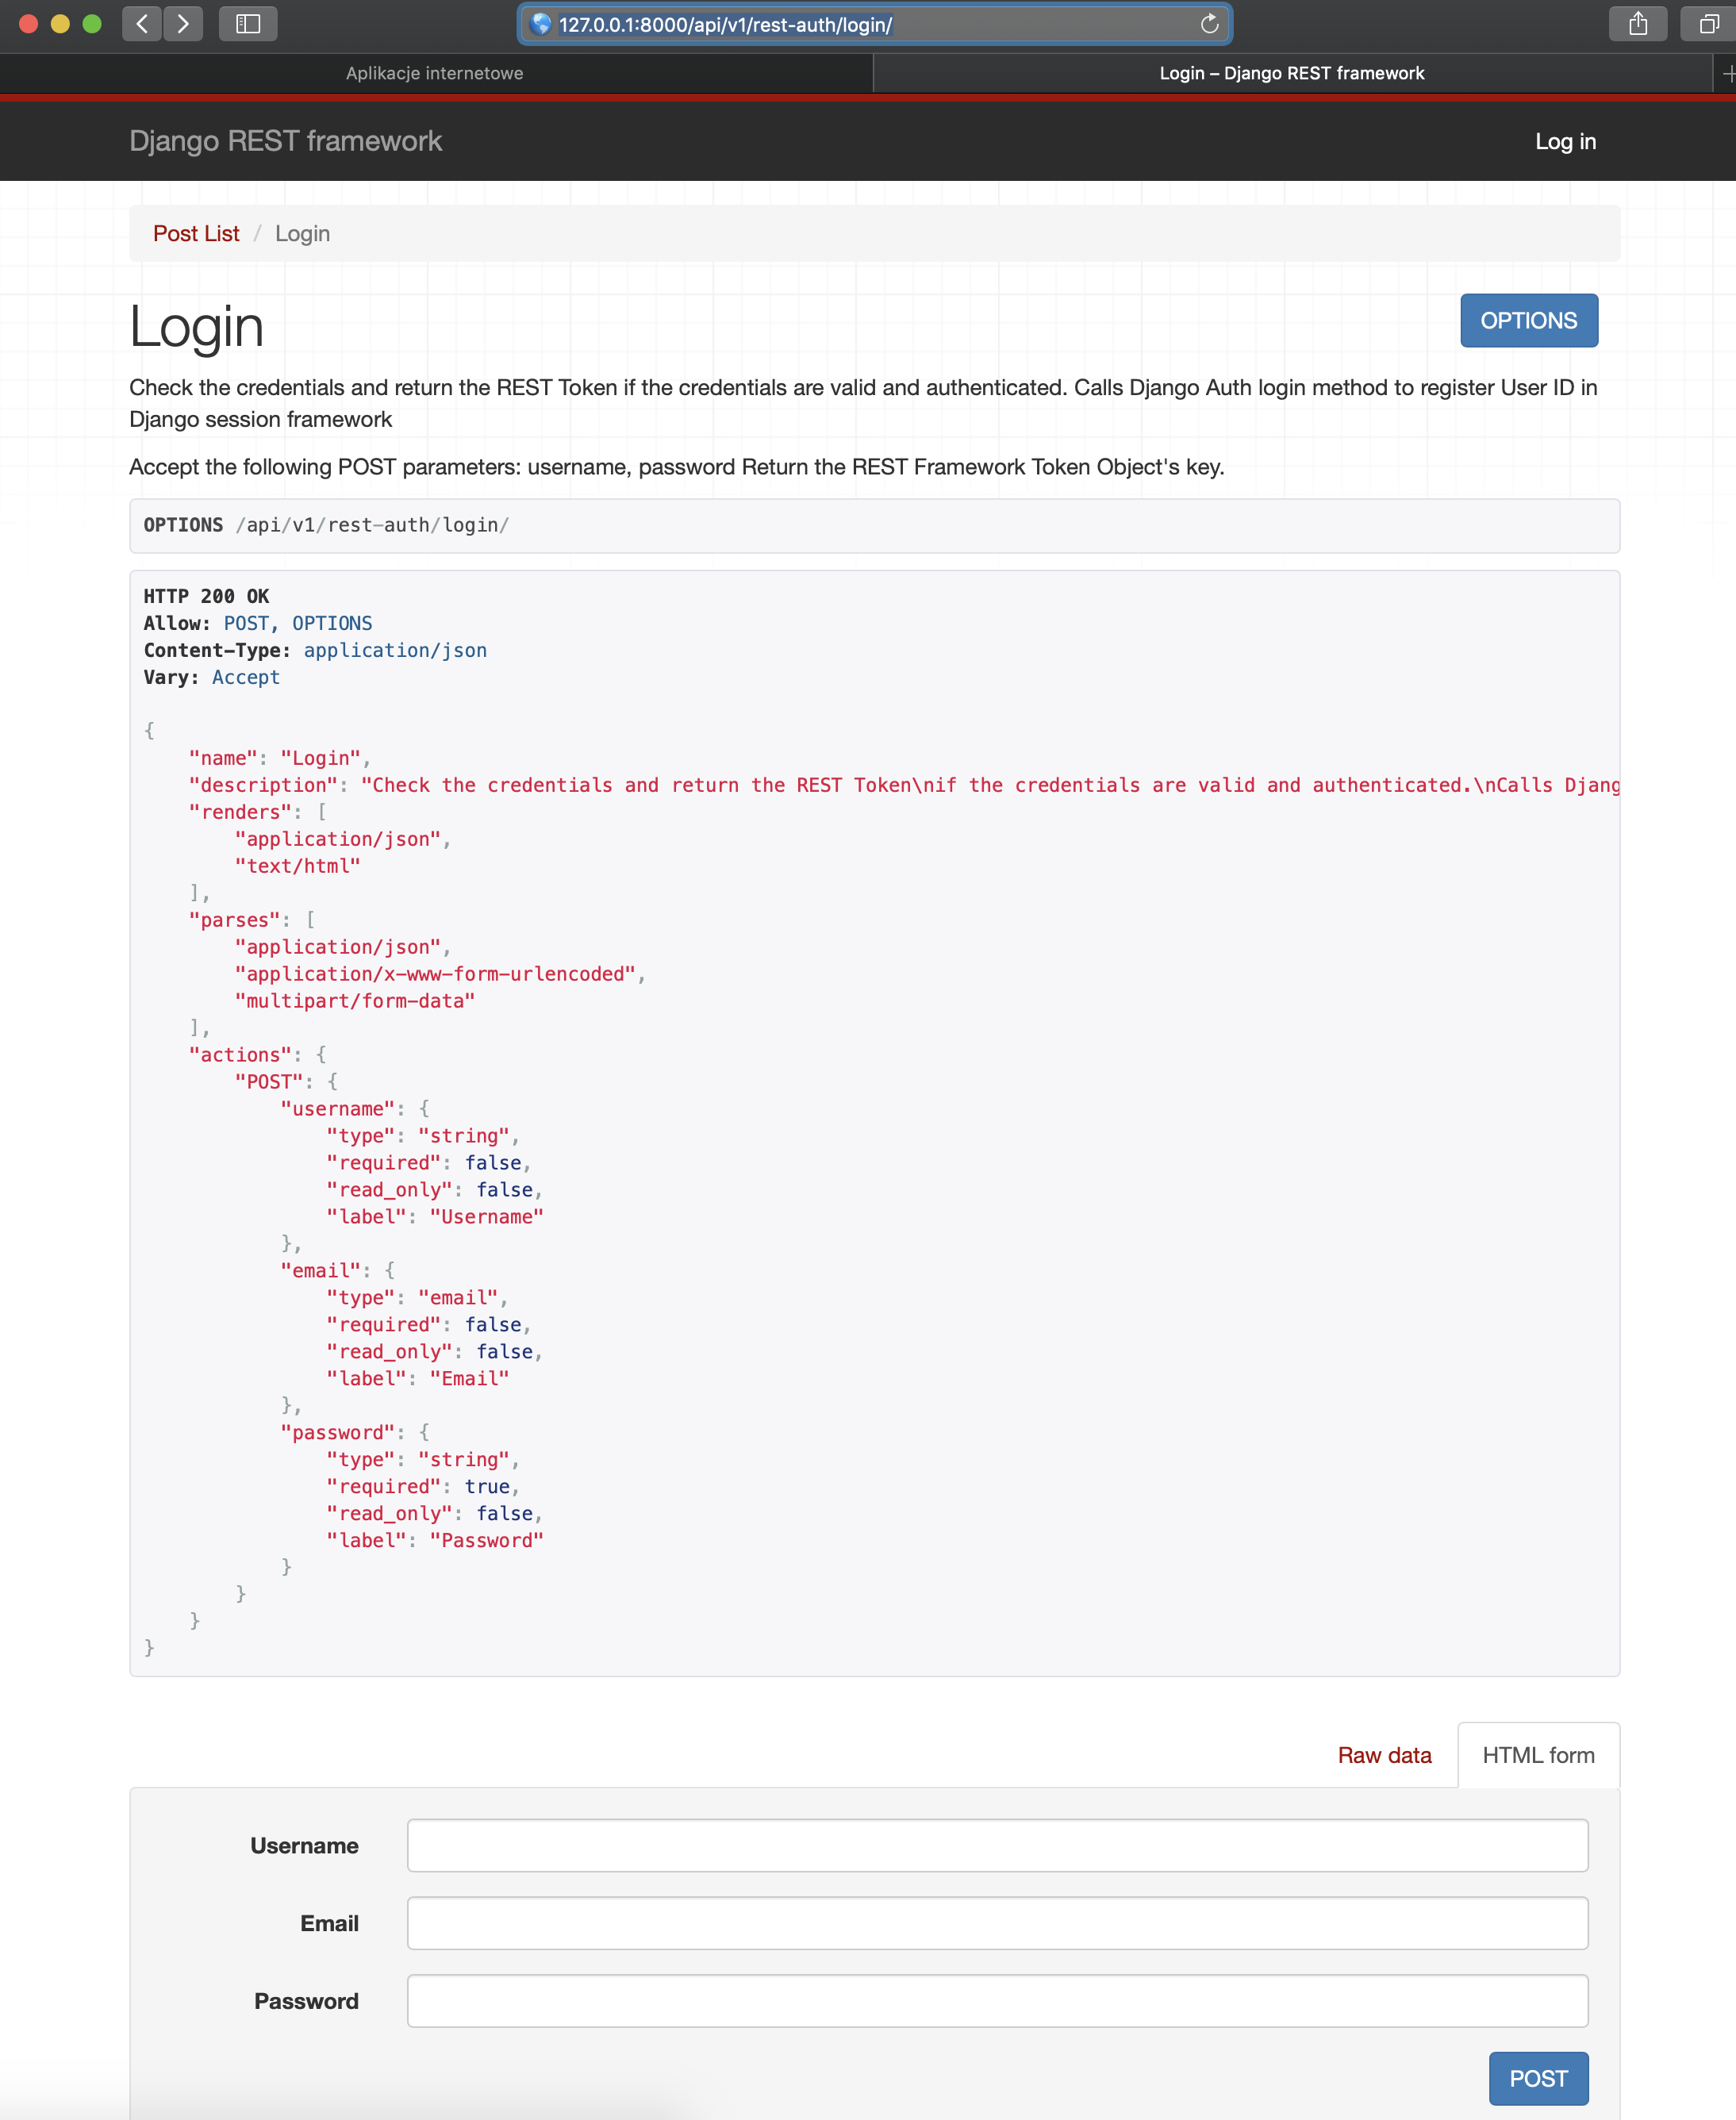 127.0.0.1:8000/api/v1/rest-auth/login/
Aplikacje internetowe
Login – Django REST framework
Django REST framework
Log in
Post List / Login
Login
OPTIONS
Check the credentials and return the REST Token if the credentials are valid and authenticated. Calls Django Auth login method to register User ID in
Django session framework
Accept the following POST parameters: username, password Return the REST Framework Token Object's key.
OPTIONS /api/v1/rest-auth/login/
HTTP 200 OK
Allow: POST, OPTIONS
Content-Type: application/json
Vary: Accept
{
    "name": "Login",
    "description": "Check the credentials and return the REST Token\nif the credentials are valid and authenticated.\nCalls Djang
    "renders": [
        "application/json",
        "text/html"
    ],
    "parses": [
        "application/json",
        "application/x-www-form-urlencoded",
        "multipart/form-data"
    ],
    "actions": {
        "POST": {
            "username": {
                "type": "string",
                "required": false,
                "read_only": false,
                "label": "Username"
            },
            "email": {
                "type": "email",
                "required": false,
                "read_only": false,
                "label": "Email"
            },
            "password": {
                "type": "string",
                "required": true,
                "read_only": false,
                "label": "Password"
            }
        }
    }
}
Raw data
HTML form
Username
Email
Password
POST